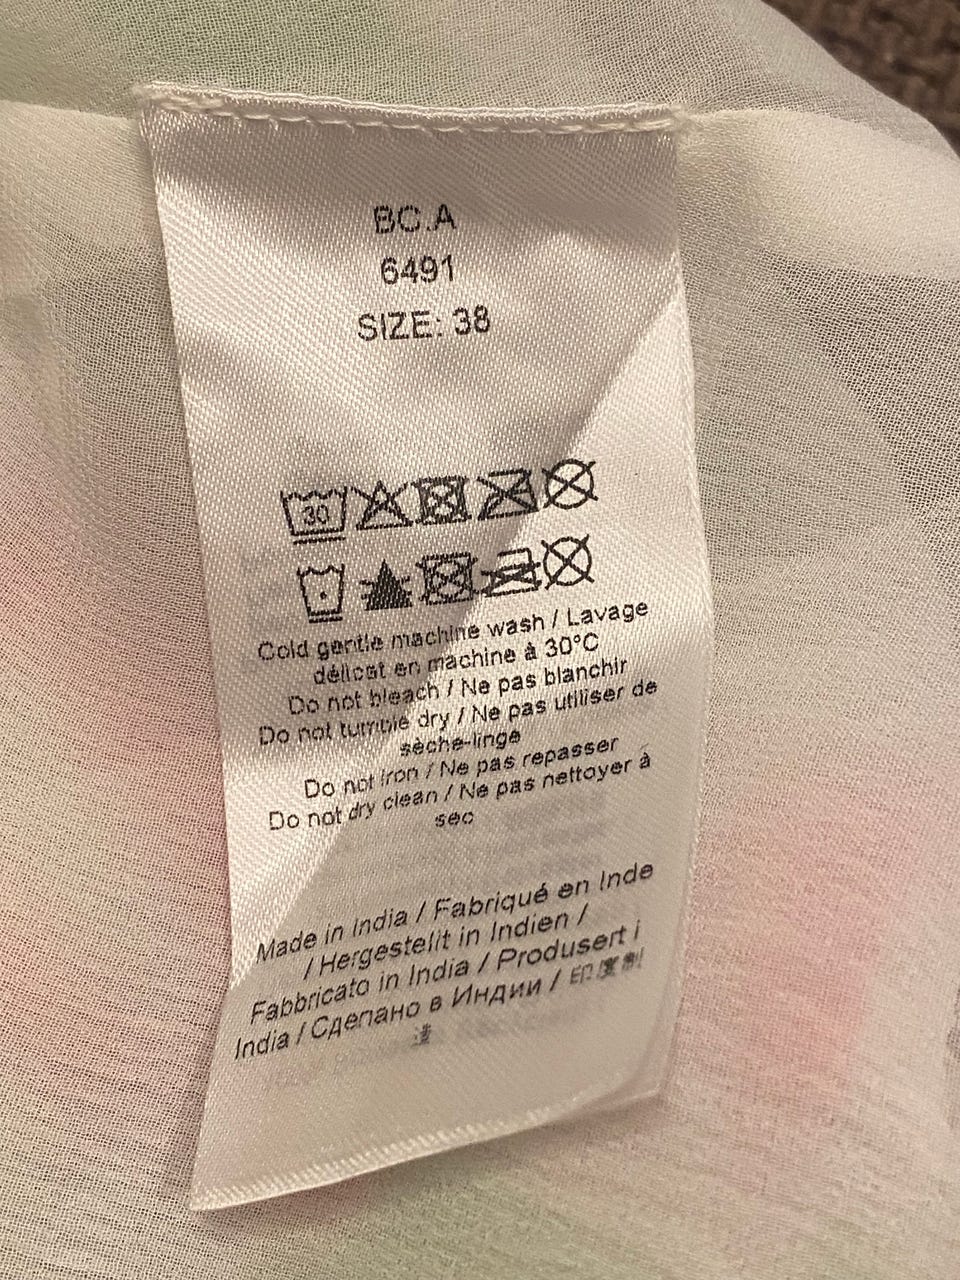 BC.A
6491
SIZE: 38
30
Cold gentle machine wash / Lavage
délicat en machine à 30°C
Do not bleach / Ne pas blanchir
Do not tumble dry / Ne pas utiliser de
sèche-linge
Do not Iron / Ne pas repasser
Do not dry clean / Ne pas nettoyer à
sec
Made in India / Fabriqué en Inde
/ Hergestellt in Indien /
Fabbricato in India / Produsert i
India / Сделано в Индии / 印度制
造